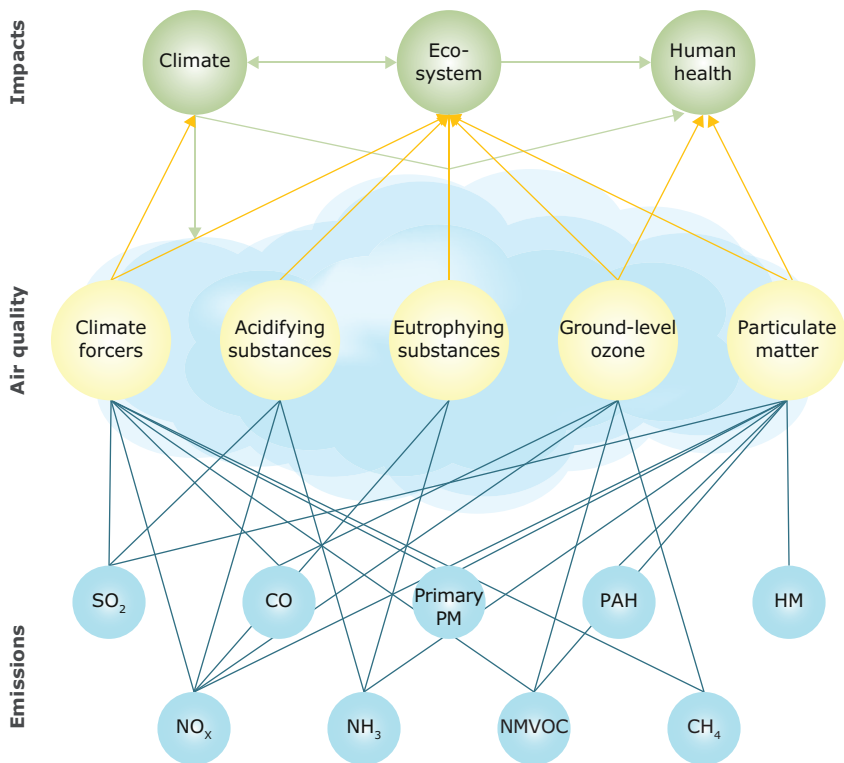 Impacts
Climate
Eco-
system
Human
health
Air quality
Climate
forcers
Acidifying
substances
Eutrophying
substances
Ground-level
ozone
Particulate
matter
Emissions
SO₂
CO
Primary
PM
PAH
HM
NOₓ
NH₃
NMVOC
CH₄